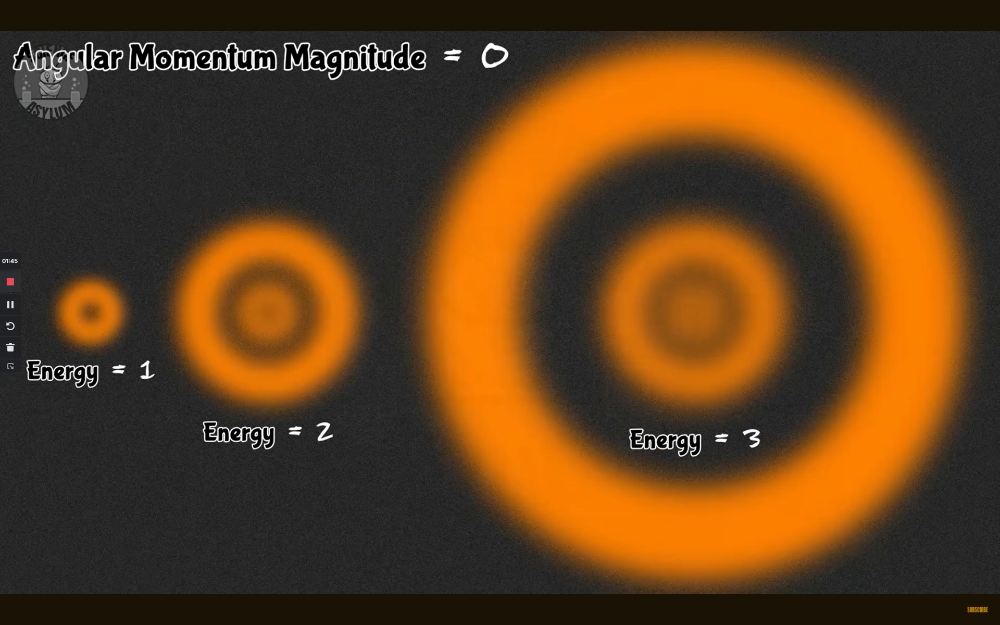 Angular Momentum Magnitude = 0
ASYLUM
01:45
Energy = 1
Energy = 2
Energy = 3
SUBSCRIBE